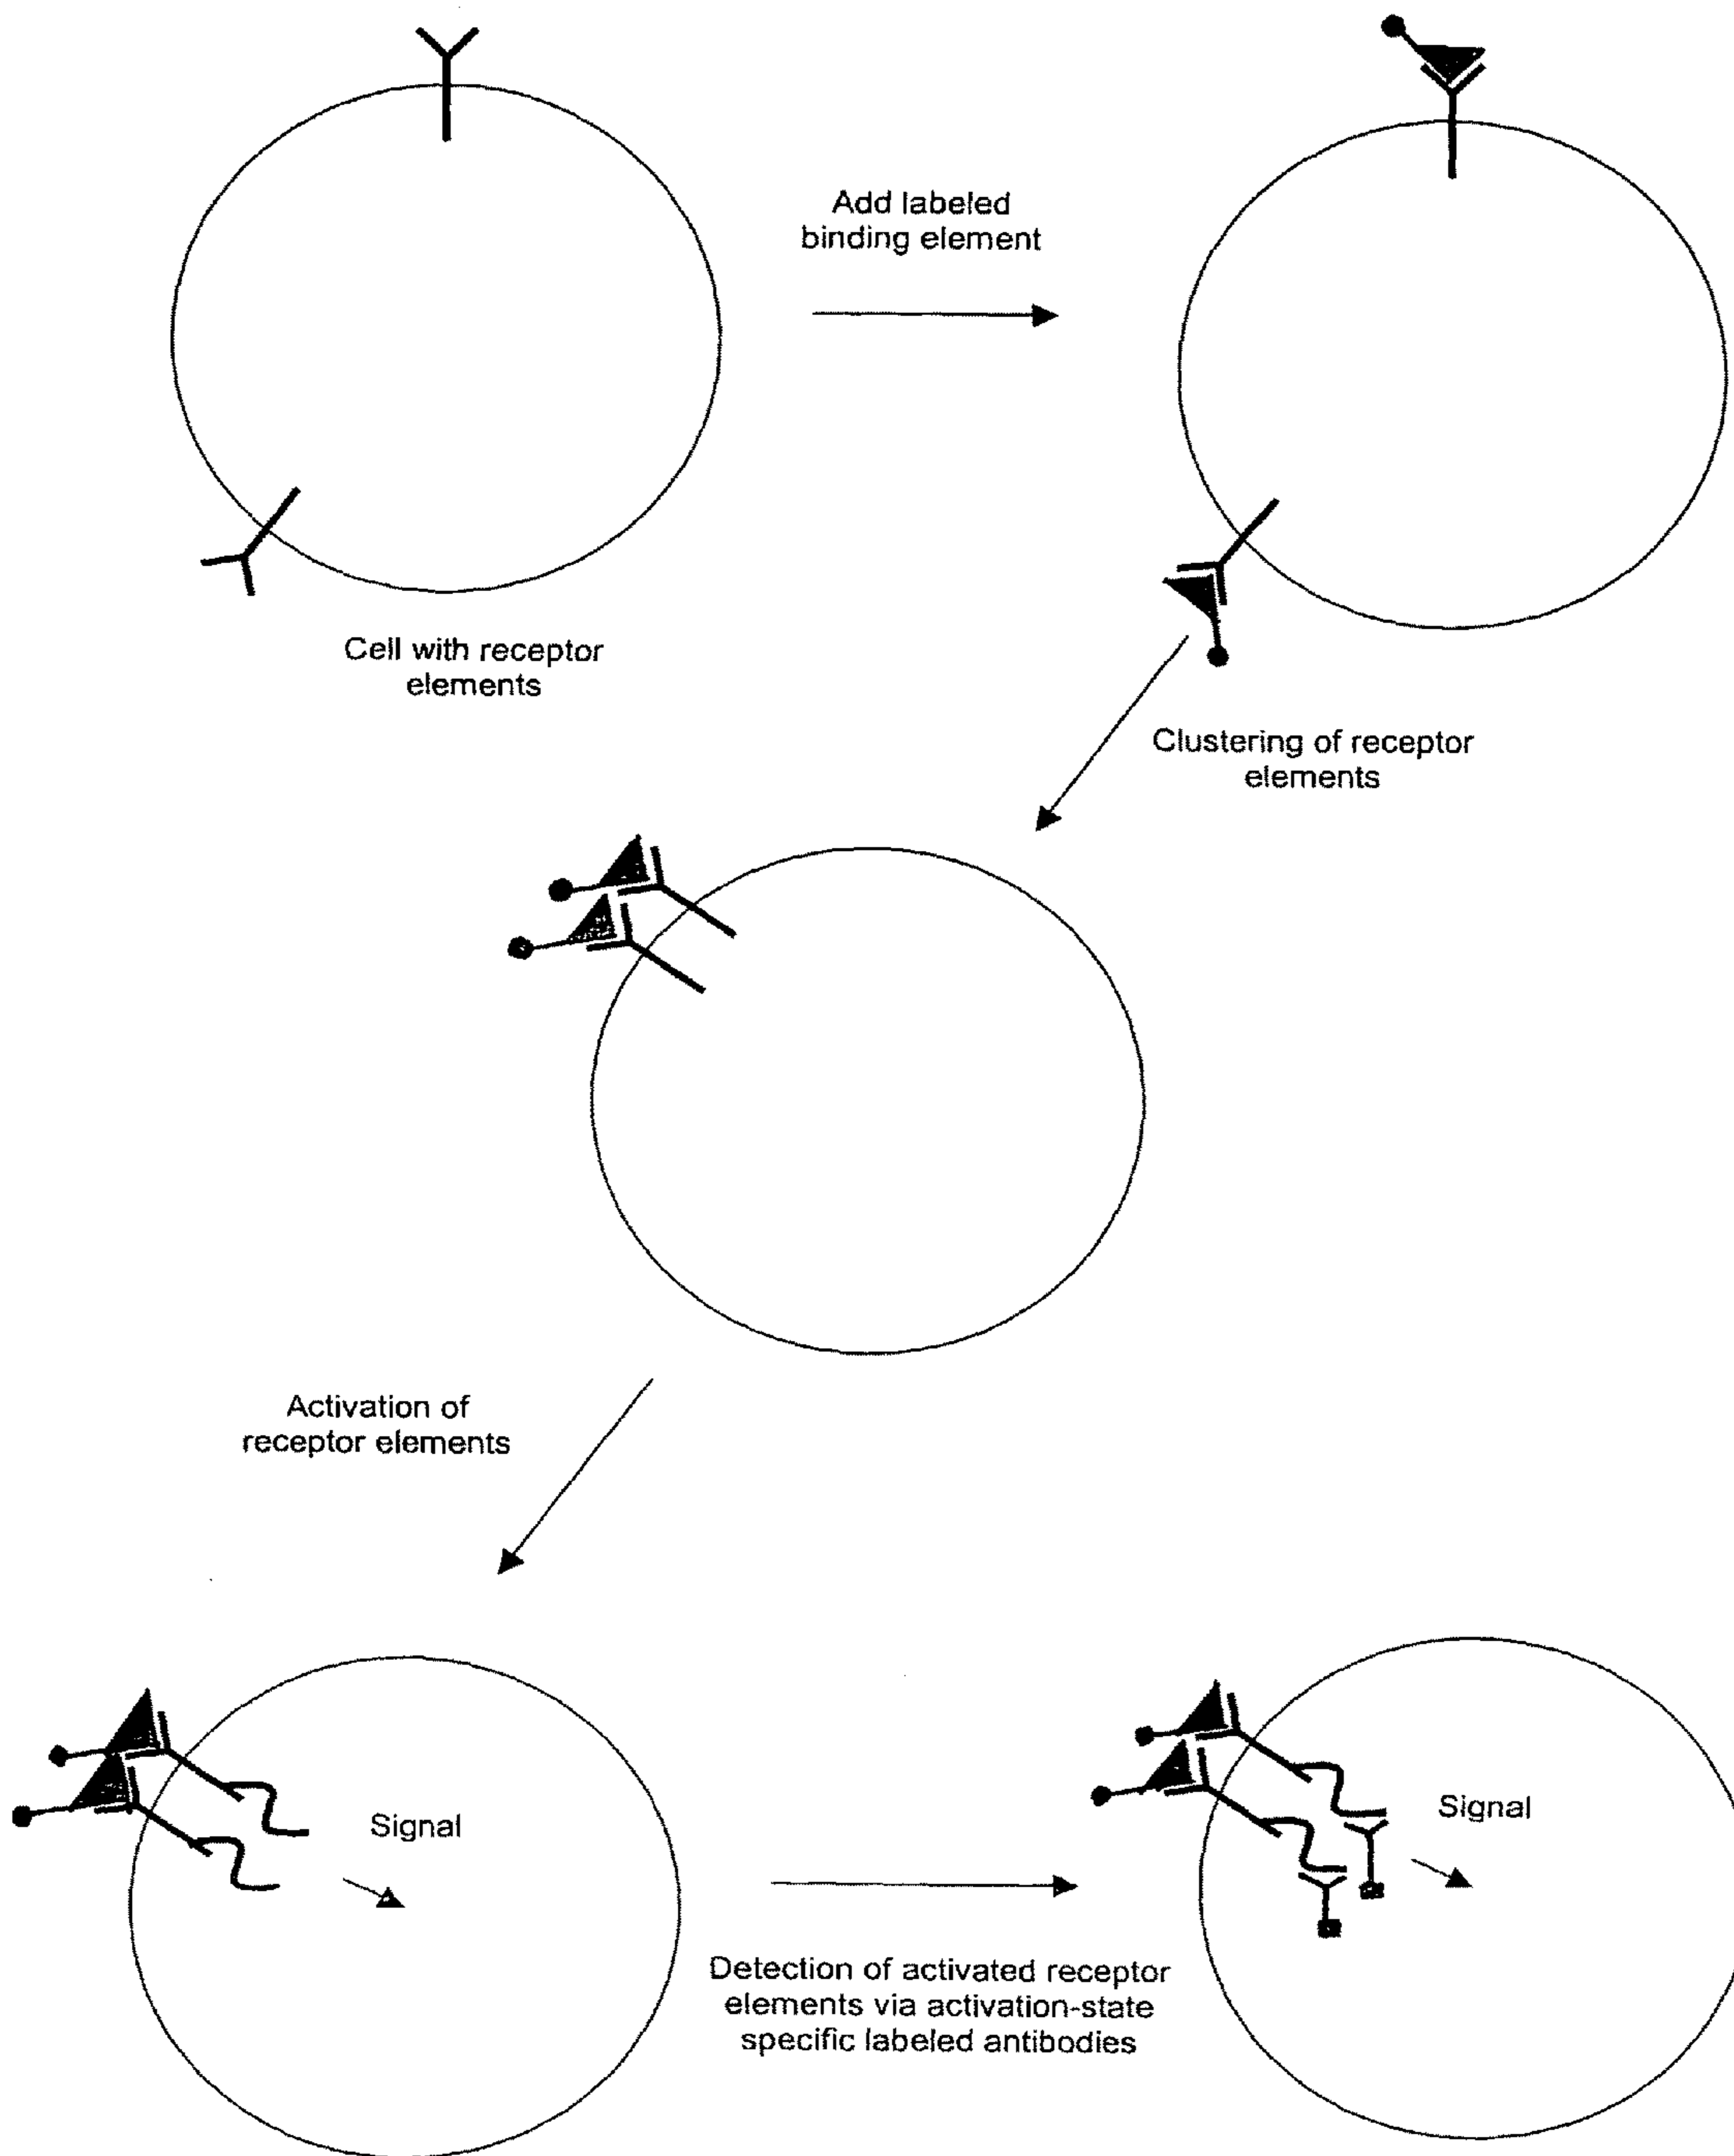 Add labeled
binding element
Cell with receptor
elements
Clustering of receptor
elements
Activation of
receptor elements
Signal
Signal
Detection of activated receptor
elements via activation-state
specific labeled antibodies